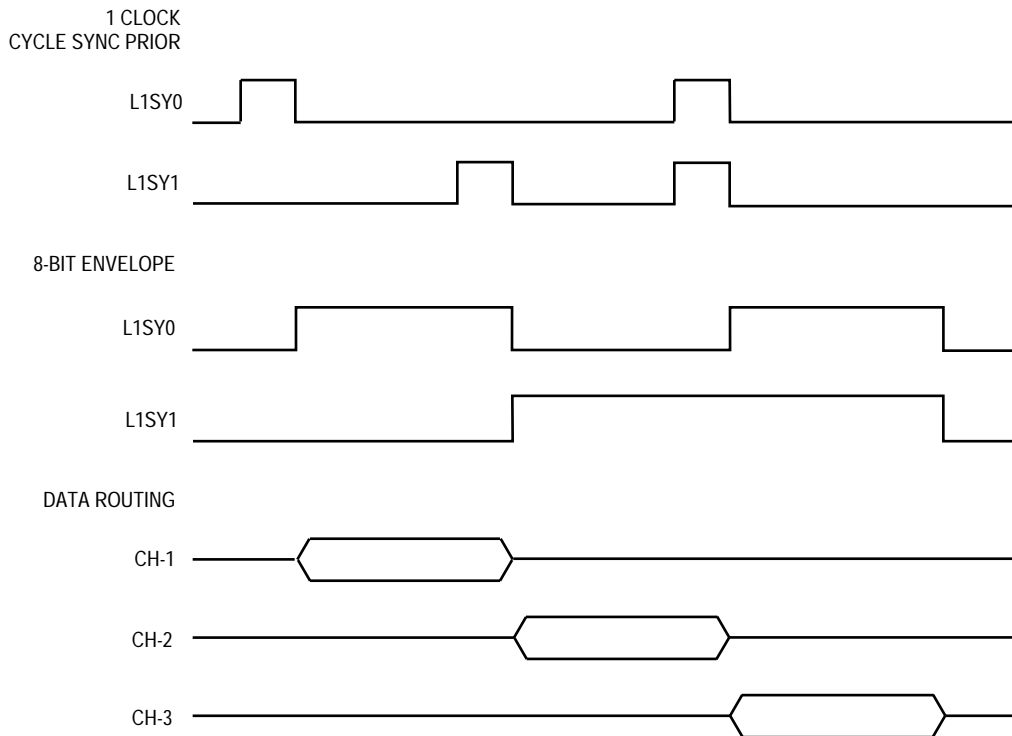 1 CLOCK
CYCLE SYNC PRIOR
L1SY0
L1SY1
8-BIT ENVELOPE
L1SY0
L1SY1
DATA ROUTING
CH-1
CH-2
CH-3